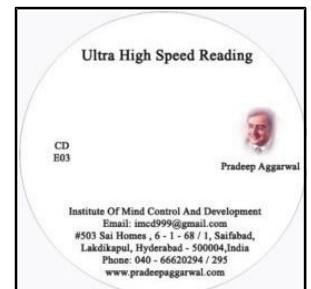 Ultra High Speed Reading
CD
E03
Pradeep Aggarwal
Institute Of Mind Control And Development
Email: imcd999@gmail.com
#503 Sai Homes , 6 - 1 - 68 / 1, Saifabad,
Lakdikapul, Hyderabad - 500004,India
Phone: 040 - 66620294 / 295
www.pradeepaggarwal.com